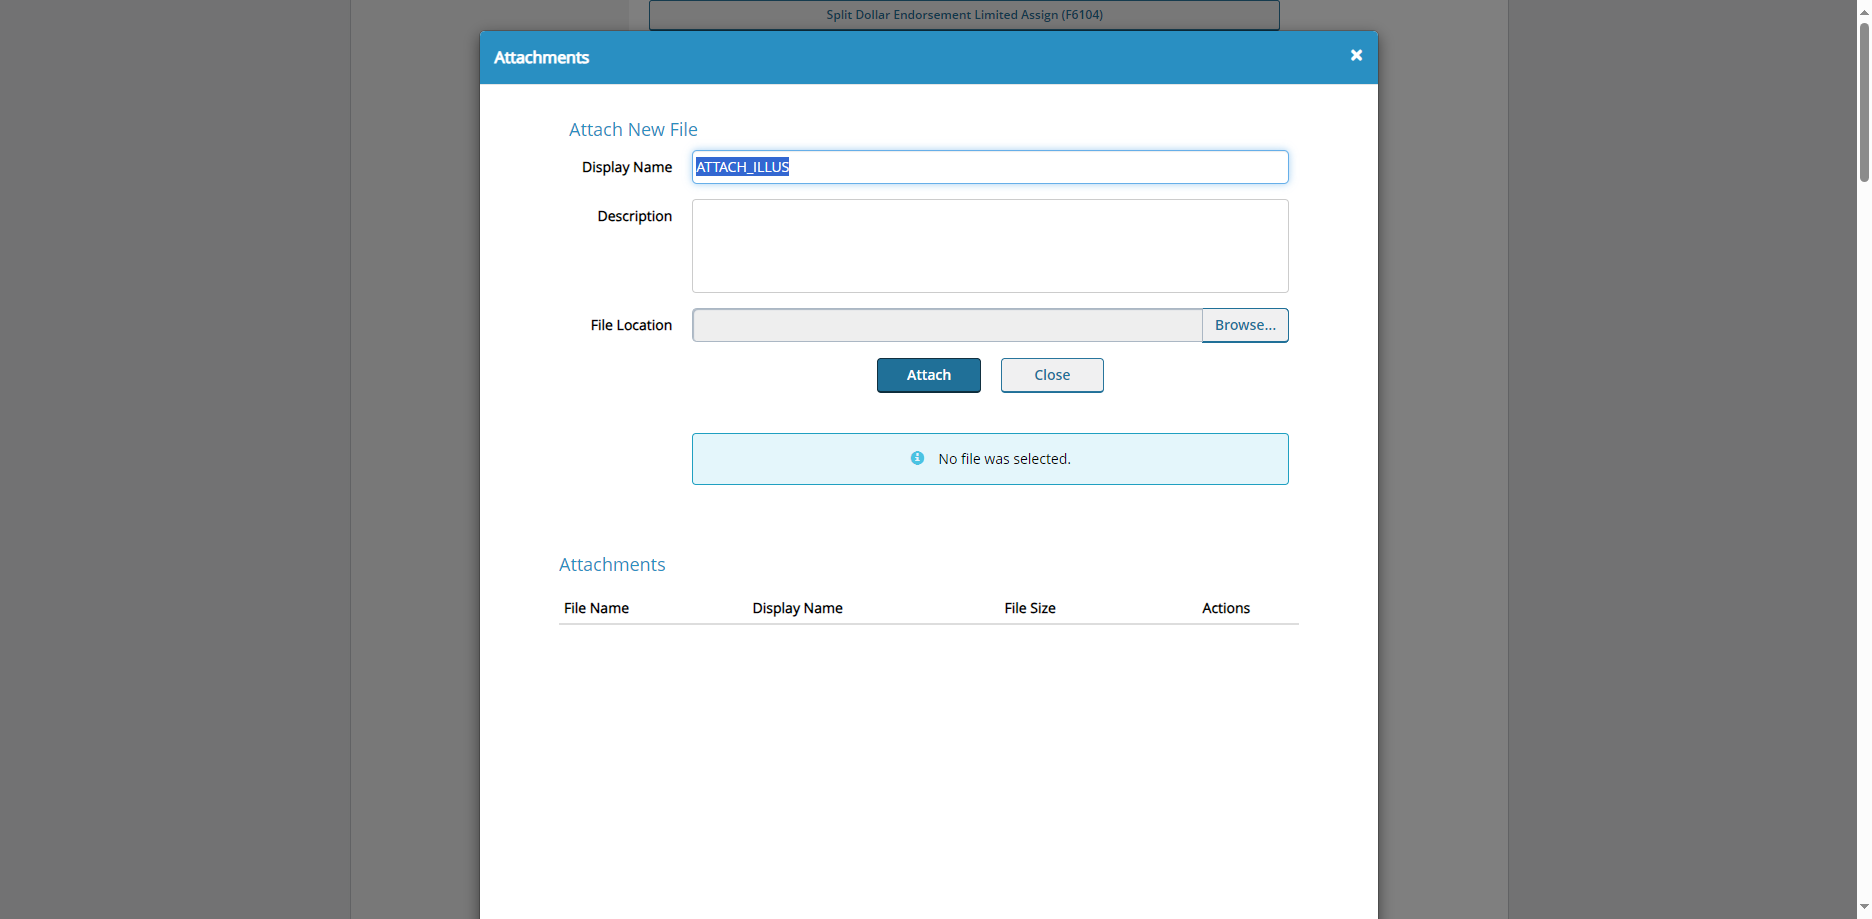 Split Dollar Endorsement Limited Assign (F6104)
Attachments
Attach New File
Display Name
ATTACH_ILLUS
Description
File Location
Browse...
Attach
Close
No file was selected.
Attachments
File Name Display Name File Size Actions